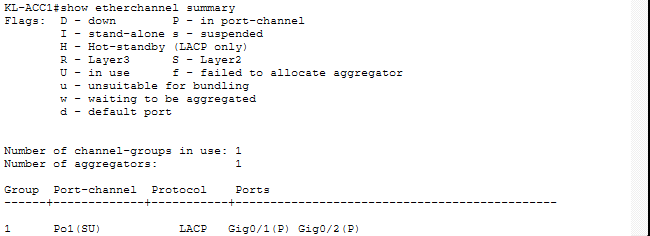 KL-ACC1#show etherchannel summary
Flags:  D - down        P - in port-channel
        I - stand-alone s - suspended
        H - Hot-standby (LACP only)
        R - Layer3      S - Layer2
        U - in use      f - failed to allocate aggregator
        u - unsuitable for bundling
        w - waiting to be aggregated
        d - default port
Number of channel-groups in use: 1
Number of aggregators:           1
Group  Port-channel  Protocol    Ports
------+-------------+-----------+----------------------------------------------
1      Po1(SU)           LACP   Gig0/1(P) Gig0/2(P)